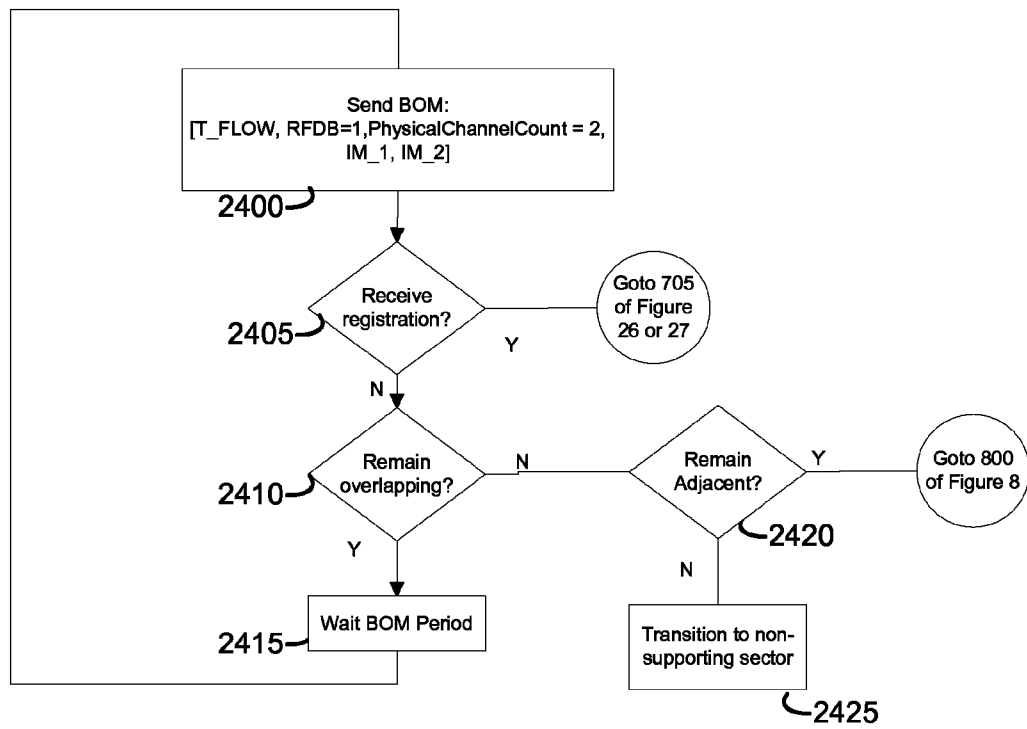 Send BOM:
[T_FLOW, RFDB=1,PhysicalChannelCount = 2,
IM_1, IM_2]
2400
Receive
registration?
2405
Y
Goto 705
of Figure
26 or 27
N
Remain
overlapping?
2410
N
Remain
Adjacent?
2420
Y
Goto 800
of Figure 8
Y
N
Wait BOM Period
2415
Transition to non-
supporting sector
2425